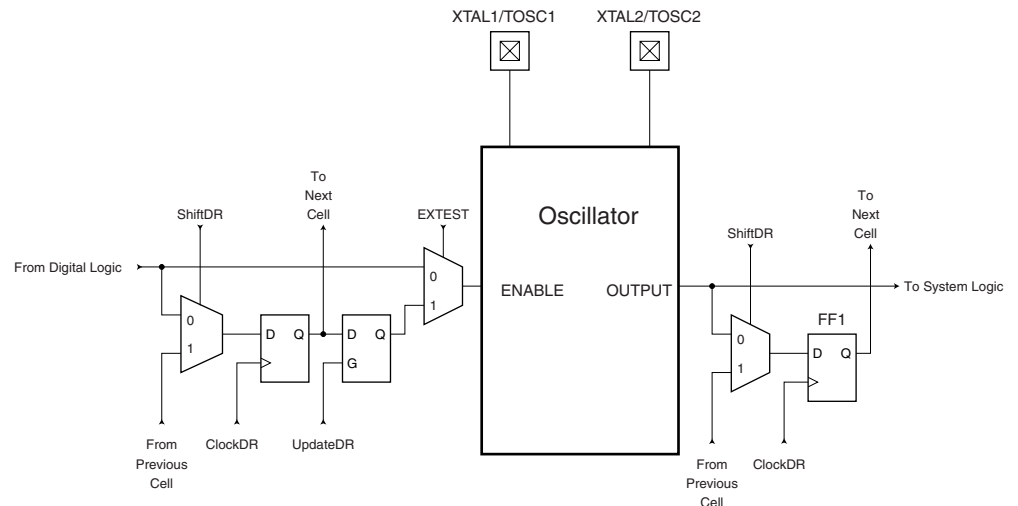 XTAL1/TOSC1
XTAL2/TOSC2
To
Next
Cell
ShiftDR
EXTEST
From Digital Logic
0
1
0
1
D Q
D Q
G
From
Previous
Cell
ClockDR
UpdateDR
Oscillator
ENABLE
OUTPUT
To
Next
Cell
ShiftDR
To System Logic
FF1
0
1
D Q
From
Previous
Cell
ClockDR